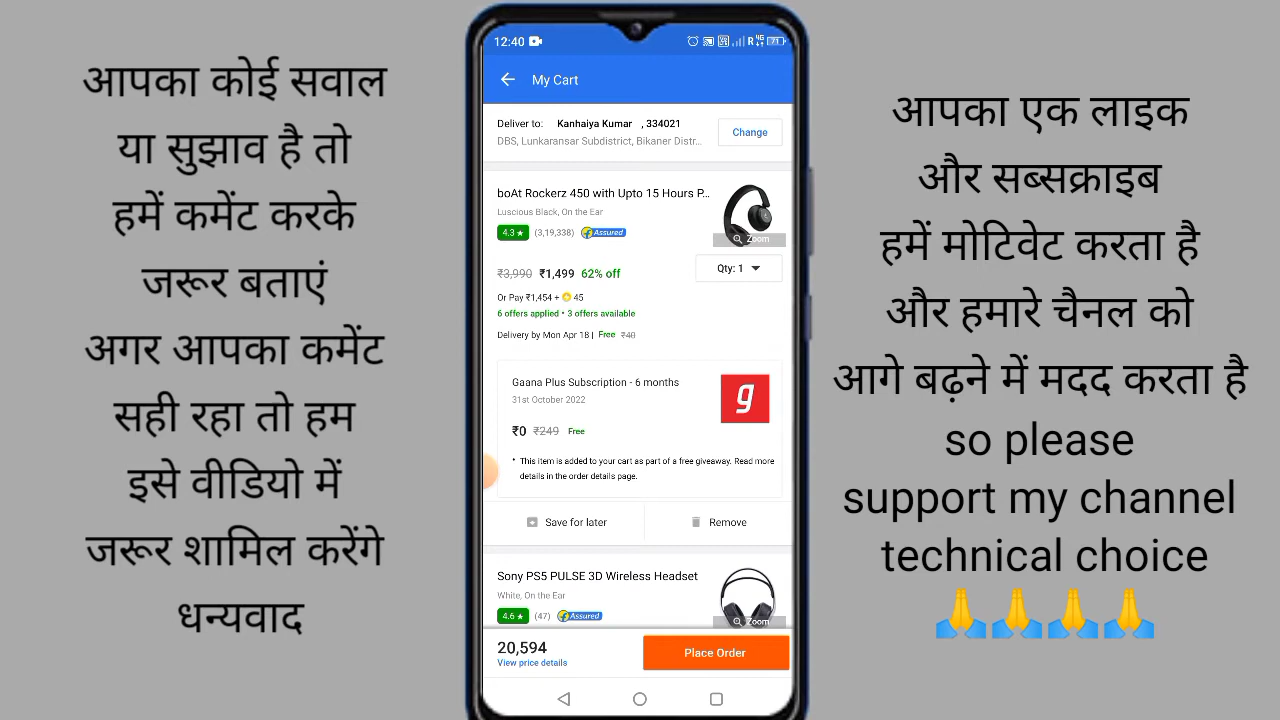 आपका कोई सवाल
या सुझाव है तो
हमें कमेंट करके
जरूर बताएं
अगर आपका कमेंट
सही रहा तो हम
इसे वीडियो में
जरूर शामिल करेंगे
धन्यवाद
12:40
R 4G 71
My Cart
Deliver to: Kanhaiya Kumar , 334021
DBS, Lunkaransar Subdistrict, Bikaner Distr...
Change
boAt Rockerz 450 with Upto 15 Hours P...
Luscious Black, On the Ear
4.3 ★ (3,19,338) Assured
Zoom
₹3,990 ₹1,499 62% off
Qty: 1
Or Pay ₹1,454 + 45
6 offers applied • 3 offers available
Delivery by Mon Apr 18 | Free ₹40
Gaana Plus Subscription - 6 months
31st October 2022
g
₹0 ₹249 Free
* This item is added to your cart as part of a free giveaway. Read more
details in the order details page.
Save for later
Remove
Sony PS5 PULSE 3D Wireless Headset
White, On the Ear
4.6 ★ (47) Assured
Zoom
20,594
View price details
Place Order
आपका एक लाइक
और सब्सक्राइब
हमें मोटिवेट करता है
और हमारे चैनल को
आगे बढ़ने में मदद करता है
so please
support my channel
technical choice
🙏🙏🙏🙏